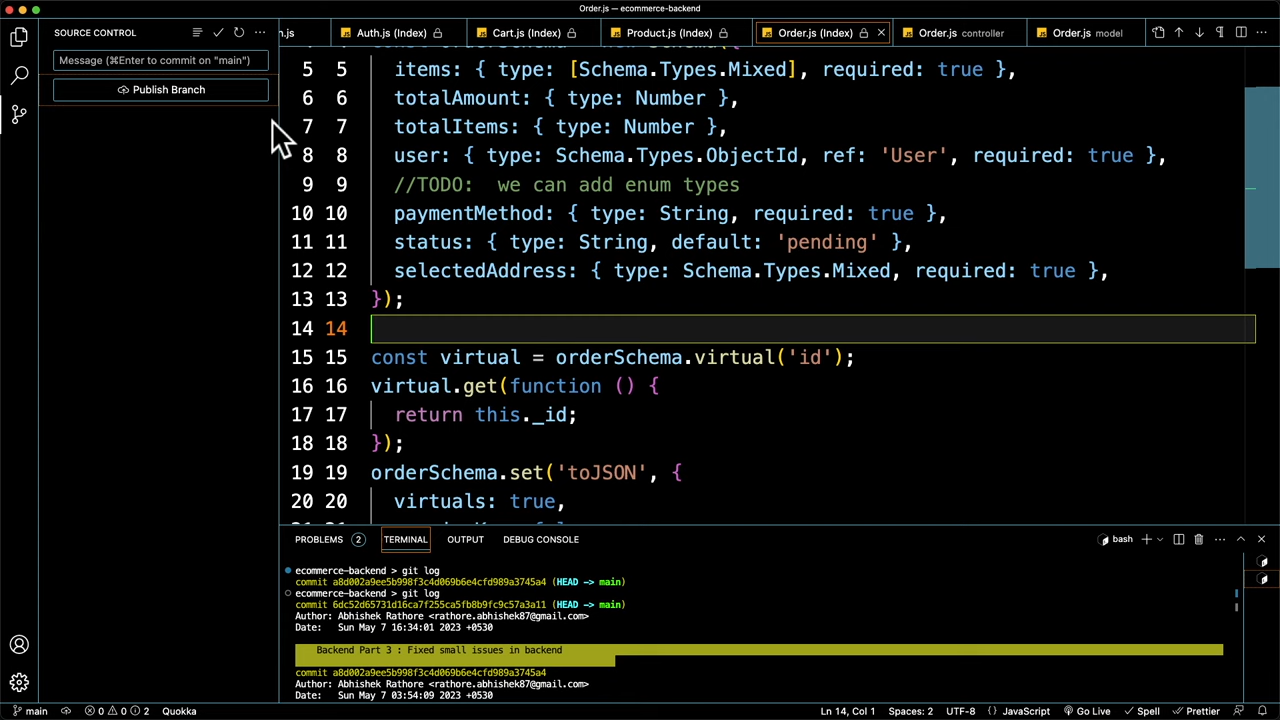 Order.js — ecommerce-backend
SOURCE CONTROL
Message (⌘Enter to commit on "main")
Publish Branch
n.js
Auth.js (Index)
Cart.js (Index)
Product.js (Index)
Order.js (Index)
Order.js controller
Order.js model
5 5 items: { type: [Schema.Types.Mixed], required: true },
6 6 totalAmount: { type: Number },
7 7 totalItems: { type: Number },
8 8 user: { type: Schema.Types.ObjectId, ref: 'User', required: true },
9 9 //TODO:  we can add enum types
10 10 paymentMethod: { type: String, required: true },
11 11 status: { type: String, default: 'pending' },
12 12 selectedAddress: { type: Schema.Types.Mixed, required: true },
13 13 });
14 14
15 15 const virtual = orderSchema.virtual('id');
16 16 virtual.get(function () {
17 17 return this._id;
18 18 });
19 19 orderSchema.set('toJSON', {
20 20 virtuals: true,
PROBLEMS 2 TERMINAL OUTPUT DEBUG CONSOLE bash
ecommerce-backend > git log
commit a8d002a9ee5b998f3c4d069b6e4cfd989a3745a4 (HEAD -> main)
ecommerce-backend > git log
commit 6dc52d65731d16ca7f255ca5fb8b9fc9c57a3a11 (HEAD -> main)
Author: Abhishek Rathore <rathore.abhishek87@gmail.com>
Date:   Sun May 7 16:34:01 2023 +0530
Backend Part 3 : Fixed small issues in backend
commit a8d002a9ee5b998f3c4d069b6e4cfd989a3745a4
Author: Abhishek Rathore <rathore.abhishek87@gmail.com>
Date:   Sun May 7 03:54:09 2023 +0530
main 0 0 2 Quokka Ln 14, Col 1 Spaces: 2 UTF-8 {} JavaScript Go Live Spell Prettier